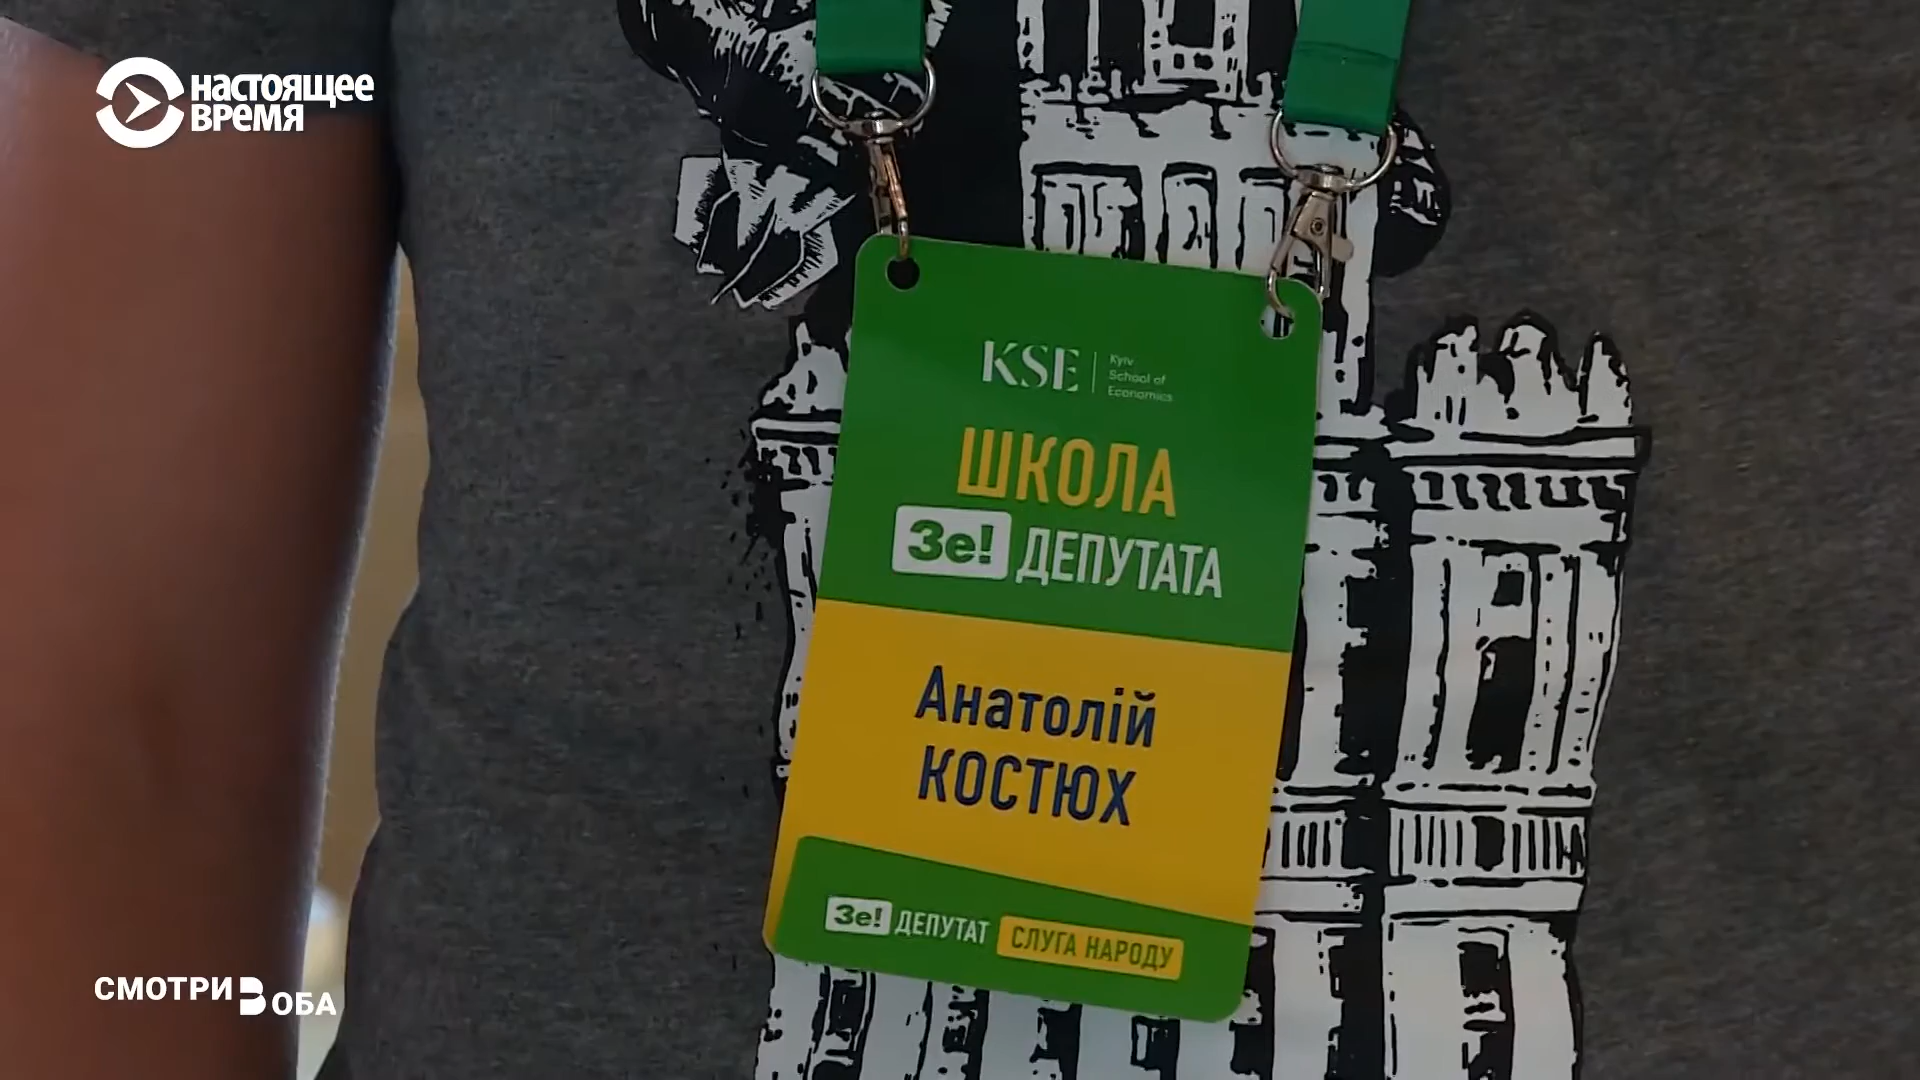 НАСТОЯЩЕЕ
ВРЕМЯ
KSE
Kyiv
School of
Economics
ШКОЛА
Зе! ДЕПУТАТА
Анатолій
КОСТЮХ
Зе! ДЕПУТАТ СЛУГА НАРОДУ
СМОТРИ В ОБА